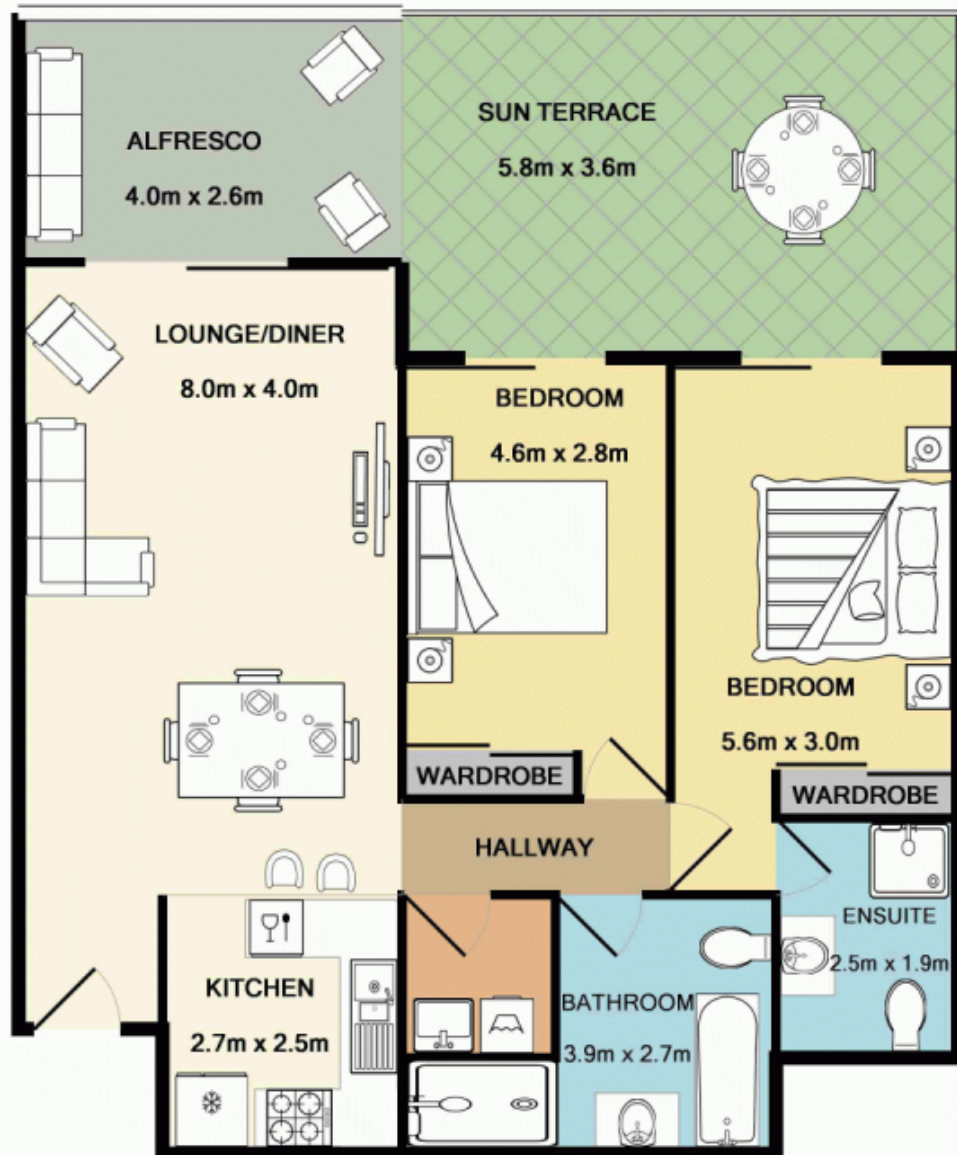 ALFRESCO
4.0m x 2.6m
SUN TERRACE
5.8m x 3.6m
LOUNGE/DINER
8.0m x 4.0m
BEDROOM
4.6m x 2.8m
BEDROOM
5.6m x 3.0m
WARDROBE
WARDROBE
HALLWAY
ENSUITE
2.5m x 1.9m
KITCHEN
2.7m x 2.5m
BATHROOM
3.9m x 2.7m